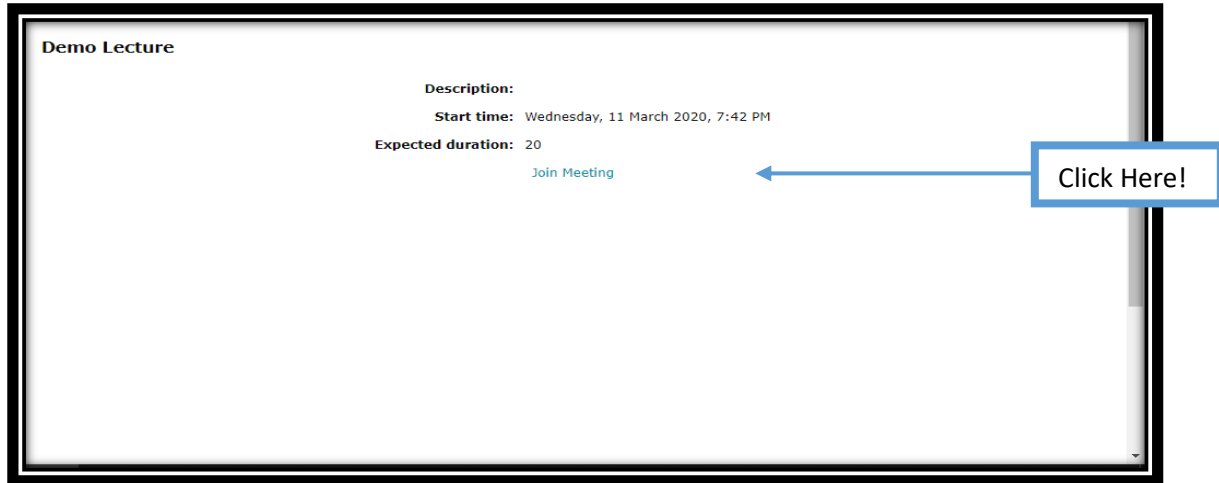 Demo Lecture
Description:
Start time: Wednesday, 11 March 2020, 7:42 PM
Expected duration: 20
Join Meeting
Click Here!